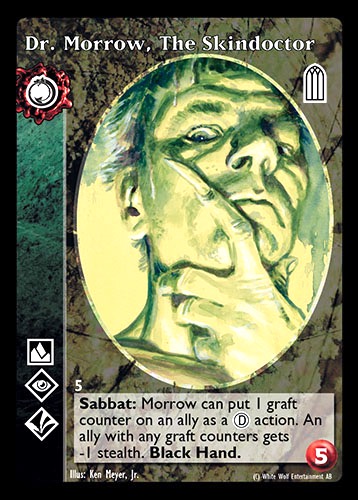 Dr. Morrow, The Skindoctor
5
Sabbat: Morrow can put 1 graft
counter on an ally as a Ⓓ action. An
ally with any graft counters gets
-1 stealth. Black Hand.
5
Illus: Ken Meyer, Jr.
(C) White Wolf Entertainment AB